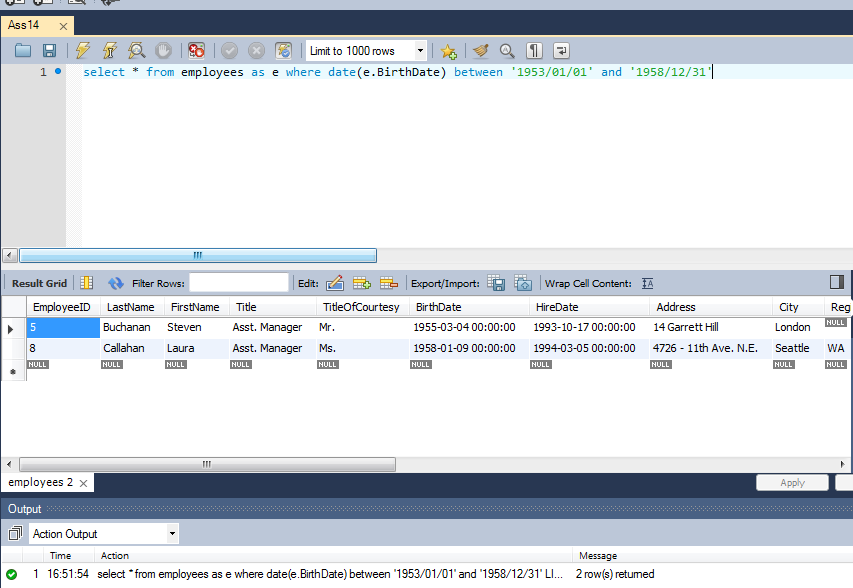 Ass14
Limit to 1000 rows
1 select * from employees as e where date(e.BirthDate) between '1953/01/01' and '1958/12/31'
Result Grid Filter Rows: Edit: Export/Import: Wrap Cell Content:
EmployeeID LastName FirstName Title TitleOfCourtesy BirthDate HireDate Address City Reg
5 Buchanan Steven Asst. Manager Mr. 1955-03-04 00:00:00 1993-10-17 00:00:00 14 Garrett Hill London NULL
8 Callahan Laura Asst. Manager Ms. 1958-01-09 00:00:00 1994-03-05 00:00:00 4726 - 11th Ave. N.E. Seattle WA
NULL NULL NULL NULL NULL NULL NULL NULL NULL NULL
employees 2 Apply
Output
Action Output
Time Action Message
1 16:51:54 select * from employees as e where date(e.BirthDate) between '1953/01/01' and '1958/12/31' LI... 2 row(s) returned